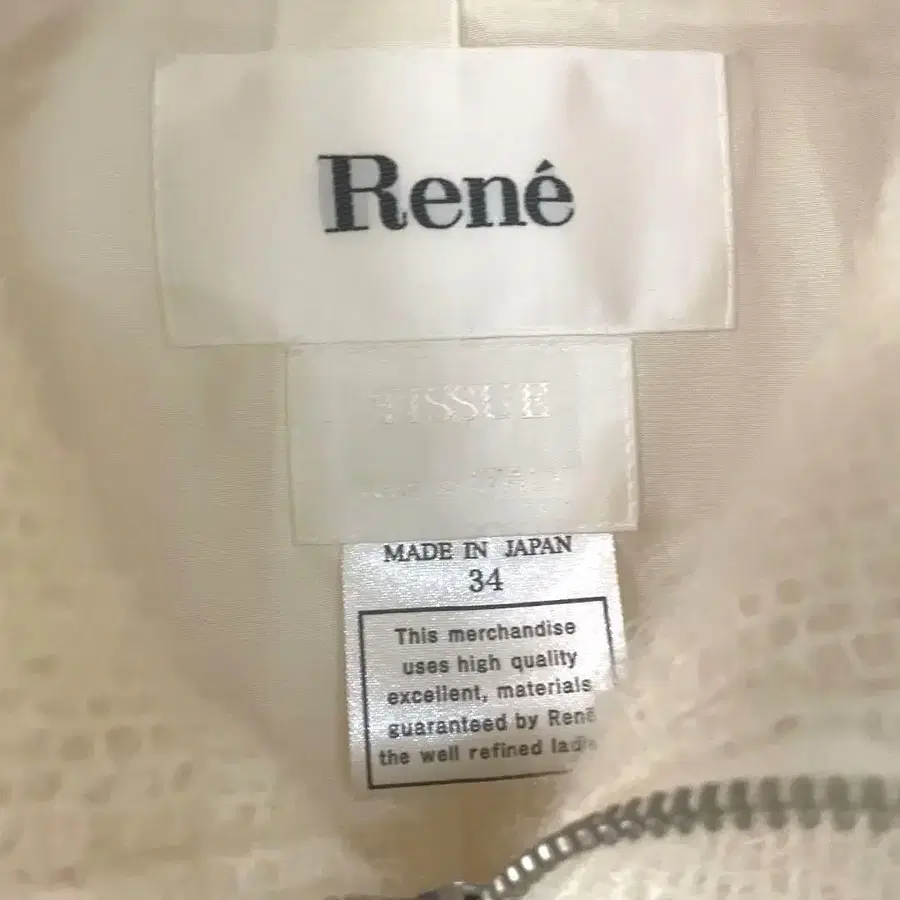 René
TISSUE
MADE IN JAPAN
34
This merchandise
uses high quality
excellent, materials
guaranteed by René
the well refined